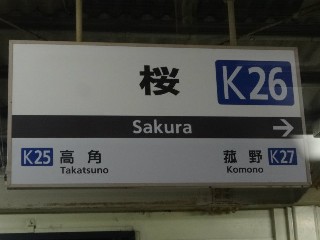 桜 K26
Sakura →
K25 高角 菰野 K27
Takatsuno Komono